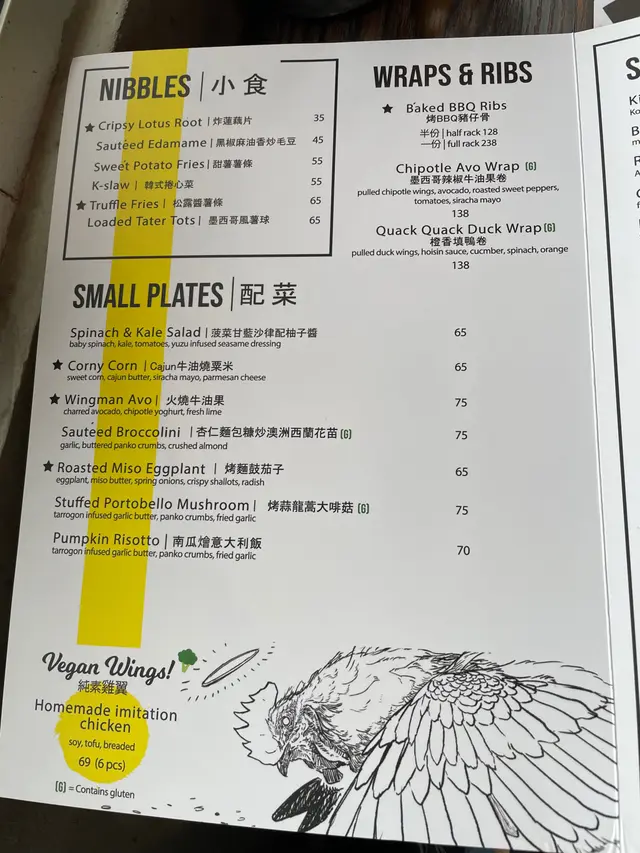 NIBBLES | 小食
★ Cripsy Lotus Root | 炸蓮藕片 35
Sauteed Edamame | 黑椒麻油香炒毛豆 45
Sweet Potato Fries | 甜薯薯條 55
K-slaw | 韓式捲心菜 55
★ Truffle Fries | 松露醬薯條 65
Loaded Tater Tots | 墨西哥風薯球 65
WRAPS & RIBS
★ Baked BBQ Ribs
烤BBQ豬仔骨
半份 | half rack 128
一份 | full rack 238
Chipotle Avo Wrap [G]
墨西哥辣椒牛油果卷
pulled chipotle wings, avocado, roasted sweet peppers,
tomatoes, siracha mayo
138
Quack Quack Duck Wrap [G]
橙香填鴨卷
pulled duck wings, hoisin sauce, cucmber, spinach, orange
138
SMALL PLATES | 配菜
Spinach & Kale Salad | 菠菜甘藍沙律配柚子醬 65
baby spinach, kale, tomatoes, yuzu infused seasame dressing
★ Corny Corn | Cajun牛油燒粟米 65
sweet corn, cajun butter, siracha mayo, parmesan cheese
★ Wingman Avo | 火燒牛油果 75
charred avocado, chipotle yoghurt, fresh lime
Sauteed Broccolini | 杏仁麵包糠炒澳洲西蘭花苗 [G] 75
garlic, buttered panko crumbs, crushed almond
★ Roasted Miso Eggplant | 烤麵鼓茄子 65
eggplant, miso butter, spring onions, crispy shallots, radish
Stuffed Portobello Mushroom | 烤蒜龍蒿大啡菇 [G] 75
tarrogon infused garlic butter, panko crumbs, fried garlic
Pumpkin Risotto | 南瓜燴意大利飯 70
tarrogon infused garlic butter, panko crumbs, fried garlic
Vegan Wings!
純素雞翼
Homemade imitation
chicken
soy, tofu, breaded
69 (6 pcs)
[G] = Contains gluten